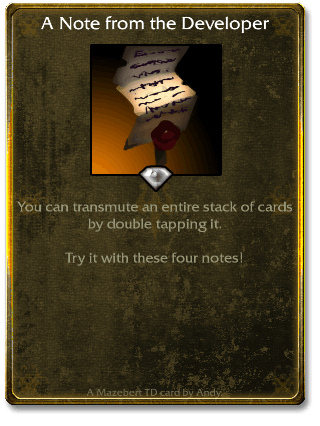 A Note from the Developer
You can transmute an entire stack of cards
by double tapping it.
Try it with these four notes!
A Mazebert TD card by Andy.